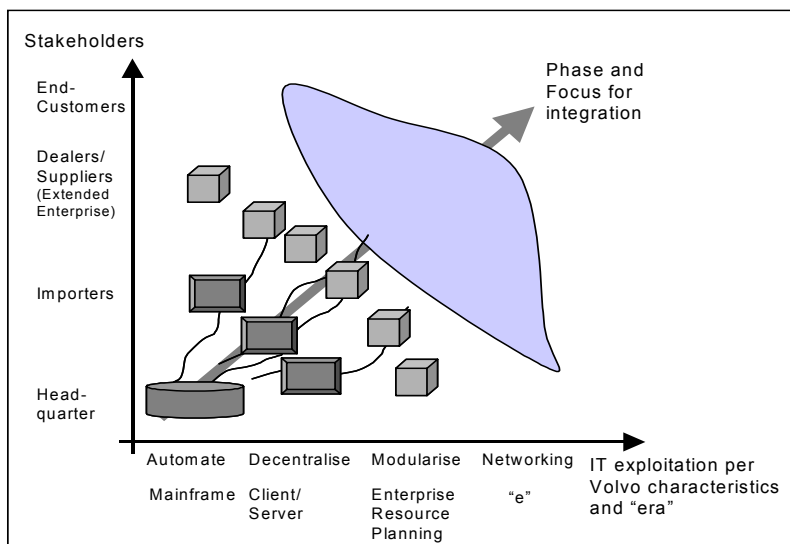 Stakeholders
End-
Customers
Phase and
Focus for
integration
Dealers/
Suppliers
(Extended
Enterprise)
Importers
Head-
quarter
Automate
Decentralise
Modularise
Networking
Mainframe
Client/
Server
Enterprise
Resource
Planning
“e”
IT exploitation per
Volvo characteristics
and “era”